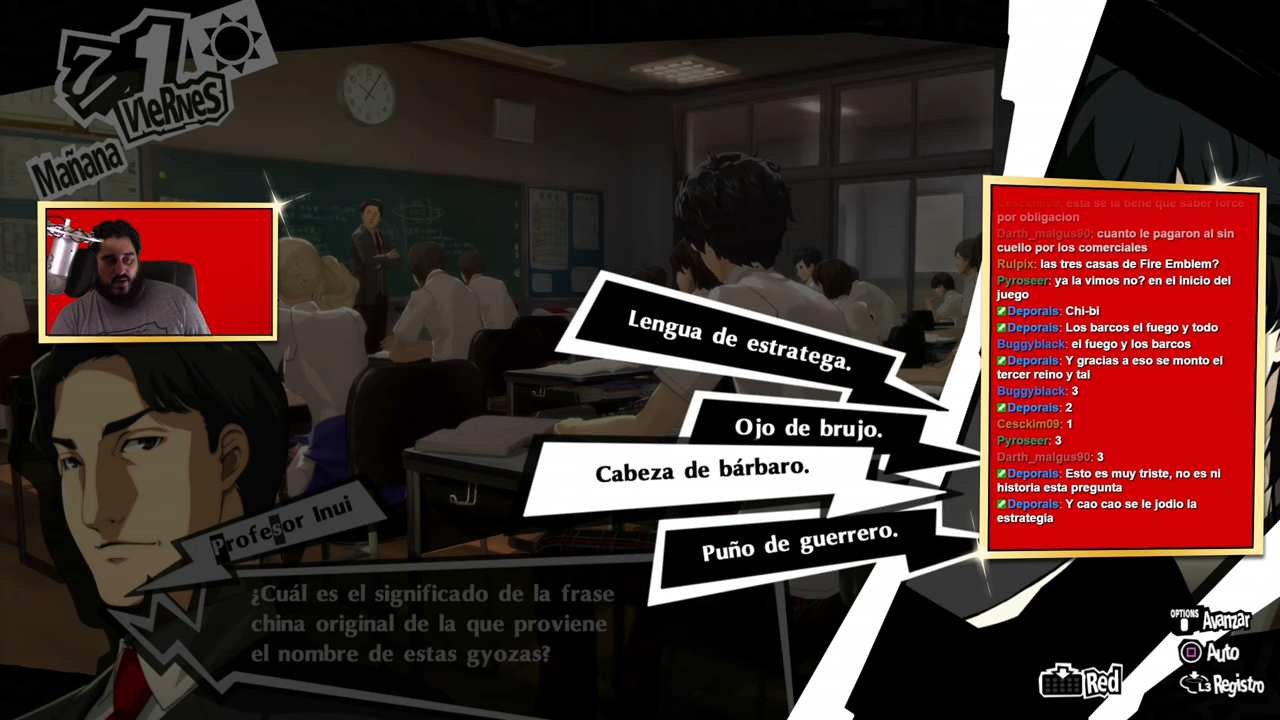 7 1
Viernes
Mañana
Lengua de estratega.
Ojo de brujo.
Cabeza de bárbaro.
Puño de guerrero.
Profesor Inui
¿Cuál es el significado de la frase
china original de la que proviene
el nombre de estas gyozas?
Cesckim09: esta se la tiene que saber force
por obligacion
Darth_malgus90: cuanto le pagaron al sin
cuello por los comerciales
Rulpix: las tres casas de Fire Emblem?
Pyroseer: ya la vimos no? en el inicio del
juego
Deporais: Chi-bi
Deporais: Los barcos el fuego y todo
Buggyblack: el fuego y los barcos
Deporais: Y gracias a eso se monto el
tercer reino y tal
Buggyblack: 3
Deporais: 2
Cesckim09: 1
Pyroseer: 3
Darth_malgus90: 3
Deporais: Esto es muy triste, no es ni
historia esta pregunta
Deporais: Y cao cao se le jodio la
estrategia
OPTIONS Avanzar
Auto
Red
L3 Registro